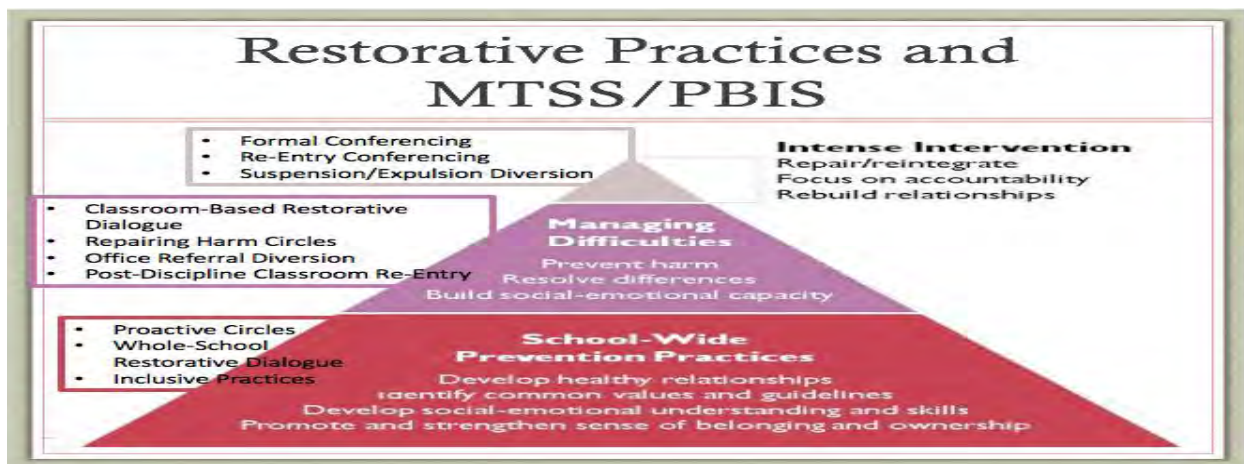 Restorative Practices and
MTSS/PBIS
• Formal Conferencing
• Re-Entry Conferencing
• Suspension/Expulsion Diversion
Intense Intervention
Repair/reintegrate
Focus on accountability
Rebuild relationships
• Classroom-Based Restorative
Dialogue
• Repairing Harm Circles
• Office Referral Diversion
• Post-Discipline Classroom Re-Entry
Managing
Difficulties
Prevent harm
Resolve differences
Build social-emotional capacity
• Proactive Circles
• Whole-School
Restorative Dialogue
• Inclusive Practices
School-Wide
Prevention Practices
Develop healthy relationships
Identify common values and guidelines
Develop social-emotional understanding and skills
Promote and strengthen sense of belonging and ownership